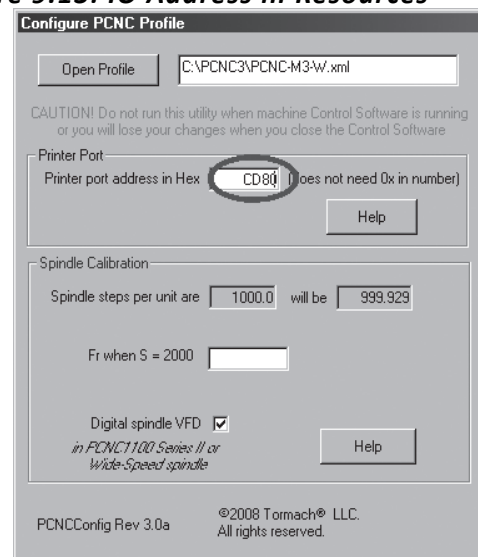 IO Address in Resources
Configure PCNC Profile
Open Profile
C:\PCNC3\PCNC-M3-W.xml
CAUTION! Do not run this utility when machine Control Software is running
or you will lose your changes when you close the Control Software
Printer Port
Printer port address in Hex CD80 (Does not need 0x in number)
Help
Spindle Calibration
Spindle steps per unit are 1000.0 will be 999.929
Fr when S = 2000
Digital spindle VFD
in PCNC1100 Series II or
Wide-Speed spindle
Help
PCNCConfig Rev 3.0a
©2008 Tormach® LLC.
All rights reserved.